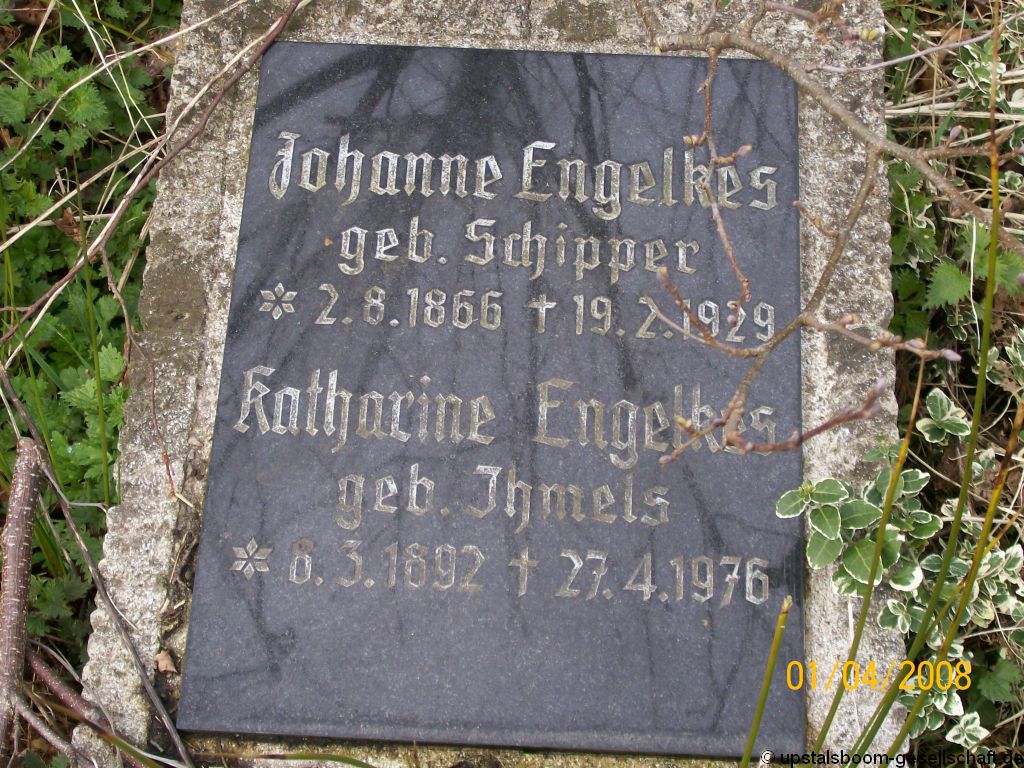 Johanne Engelkes
geb. Schipper
* 2.8.1866 † 19.2.1929
Katharine Engelkes
geb. Ihmels
* 8.3.1892 † 27.4.1976
01/04/2008
© upstalsboom-gesellschaft.de